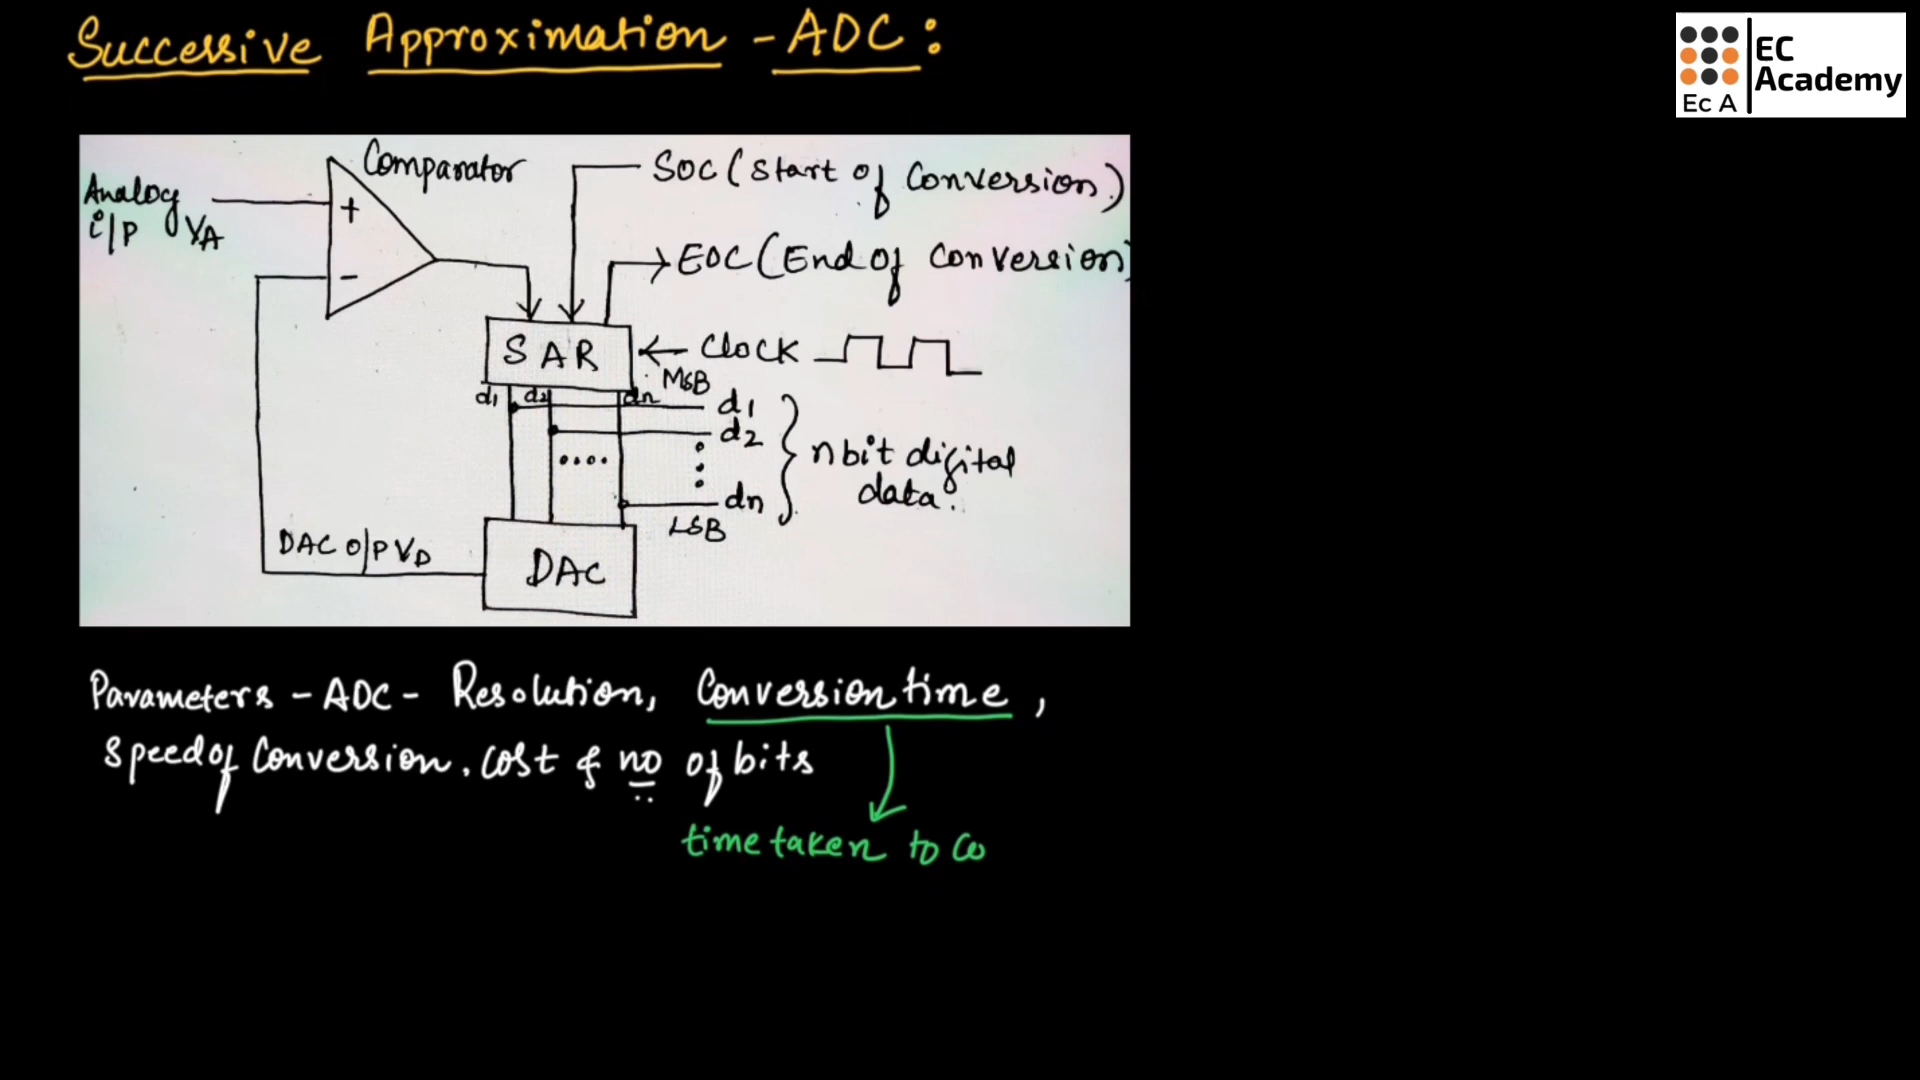 Successive Approximation - ADC:
EC
Academy
Ec A
Comparator
SOC (Start of Conversion)
Analog
i/p VA
+
-
EOC (End of Conversion)
SAR
Clock
MSB
d1 d2 dn
d1
d2
n bit digital
data.
dn
LSB
DAC o/p VD
DAC
Parameters - ADC - Resolution, Conversion time,
Speed of Conversion, Cost & no of bits
time taken to co